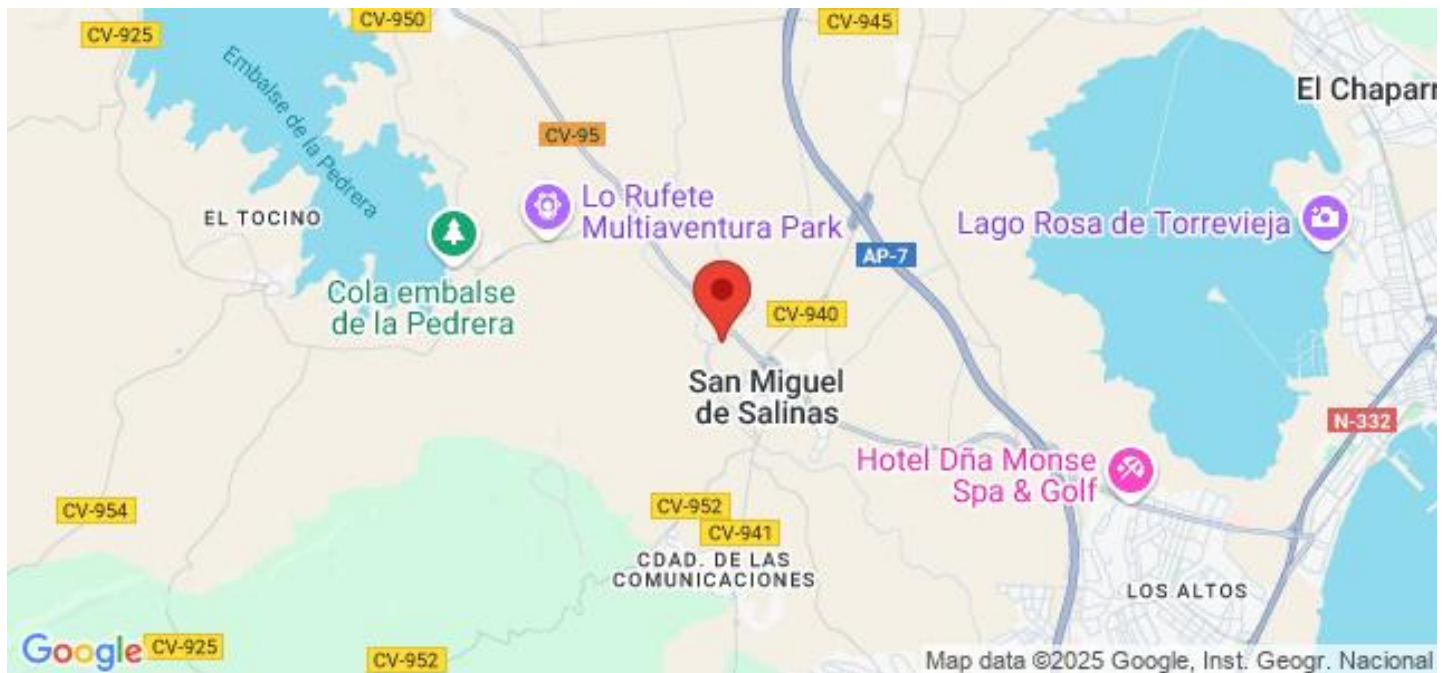 CV-925
CV-950
CV-945
Embalse de la Pedrera
El Chaparr
CV-95
Lo Rufete
Multiaventura Park
EL TOCINO
Lago Rosa de Torrevieja
AP-7
Cola embalse
de la Pedrera
CV-940
San Miguel
de Salinas
N-332
Hotel Dña Monse
Spa & Golf
CV-954
CV-952
CV-941
CDAD. DE LAS
COMUNICACIONES
LOS ALTOS
Google
CV-925
CV-952
Map data ©2025 Google, Inst. Geogr. Nacional